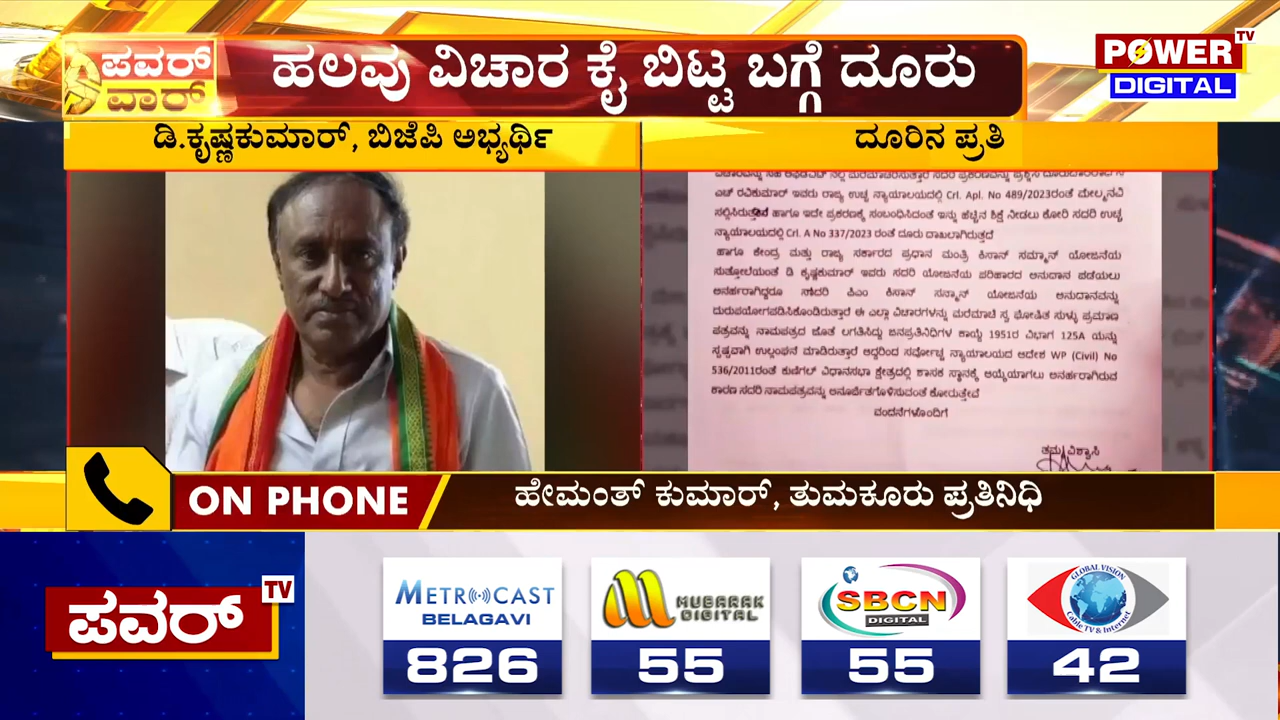 ಪವರ್
ವಾರ್
ಹಲವು ವಿಚಾರ ಕೈ ಬಿಟ್ಟ ಬಗ್ಗೆ ದೂರು
POWER TV
DIGITAL
ಡಿ.ಕೃಷ್ಣಕುಮಾರ್, ಬಿಜೆಪಿ ಅಭ್ಯರ್ಥಿ
ದೂರಿನ ಪ್ರತಿ
ಎಚ್ ರವಿಕುಮಾರ್ ಇವರು ರಾಜ್ಯ ಉಚ್ಚ ನ್ಯಾಯಾಲಯದಲ್ಲಿ Crl. Apl. No 489/2023ರಂತೆ ಮೇಲ್ಮನವಿ
ಸಲ್ಲಿಸಿರುತ್ತಾರೆ ಹಾಗೂ ಇದೇ ಪ್ರಕರಣಕ್ಕೆ ಸಂಬಂಧಿಸಿದಂತೆ ಇನ್ನು ಹೆಚ್ಚಿನ ಶಿಕ್ಷೆ ನೀಡಲು ಕೋರಿ ಸದರಿ ಉಚ್ಚ
ನ್ಯಾಯಾಲಯದಲ್ಲಿ Crl. A No 337/2023 ರಂತೆ ದೂರು ದಾಖಲಾಗಿರುತ್ತದೆ
ಹಾಗೂ ಕೇಂದ್ರ ಮತ್ತು ರಾಜ್ಯ ಸರ್ಕಾರದ ಪ್ರಧಾನ ಮಂತ್ರಿ ಕಿಸಾನ್ ಸಮ್ಮಾನ್ ಯೋಜನೆಯ
ಸುತ್ತೋಲೆಯಂತೆ ಡಿ ಕೃಷ್ಣಕುಮಾರ್ ಇವರು ಸದರಿ ಯೋಜನೆಯ ಪರಿಹಾರದ ಅನುದಾನ ಪಡೆಯಲು
ಅನರ್ಹರಾಗಿದ್ದರೂ ಸದರಿ ಪಿಎಂ ಕಿಸಾನ್ ಸನ್ಮಾನ್ ಯೋಜನೆಯ ಅನುದಾನವನ್ನು
ದುರುಪಯೋಗಪಡಿಸಿಕೊಂಡಿರುತ್ತಾರೆ ಈ ಎಲ್ಲಾ ವಿಚಾರಗಳನ್ನು ಮರೆಮಾಚಿ ಸ್ವ ಘೋಷಿತ ಸುಳ್ಳು ಪ್ರಮಾಣ
ಪತ್ರವನ್ನು ನಾಮಪತ್ರದ ಜೊತೆ ಲಗತಿಸಿದ್ದು ಜನಪ್ರತಿನಿಧಿಗಳ ಕಾಯ್ದೆ 1951ರ ವಿಭಾಗ 125A ಯನ್ನು
ಸ್ಪಷ್ಟವಾಗಿ ಉಲ್ಲಂಘನೆ ಮಾಡಿರುತ್ತಾರೆ ಆದ್ದರಿಂದ ಸರ್ವೋಚ್ಛ ನ್ಯಾಯಾಲಯದ ಆದೇಶ WP (Civil) No
536/2011ರಂತೆ ಕುಣಿಗಲ್ ವಿಧಾನಸಭಾ ಕ್ಷೇತ್ರದಲ್ಲಿ ಶಾಸಕ ಸ್ಥಾನಕ್ಕೆ ಆಯ್ಕೆಯಾಗಲು ಅನರ್ಹರಾಗಿರುವ
ಕಾರಣ ಸದರಿ ನಾಮಪತ್ರವನ್ನು ಅನೂರ್ಜಿತಗೊಳಿಸುವಂತೆ ಕೋರುತ್ತೇವೆ
ವಂದನೆಗಳೊಂದಿಗೆ
ತಮ್ಮ ವಿಶ್ವಾಸಿ
ON PHONE
ಹೇಮಂತ್ ಕುಮಾರ್, ತುಮಕೂರು ಪ್ರತಿನಿಧಿ
ಪವರ್ TV
METROCAST
BELAGAVI
826
MUBARAK
DIGITAL
55
SBCN
DIGITAL
55
GLOBAL VISION
Cable TV & Internet
42